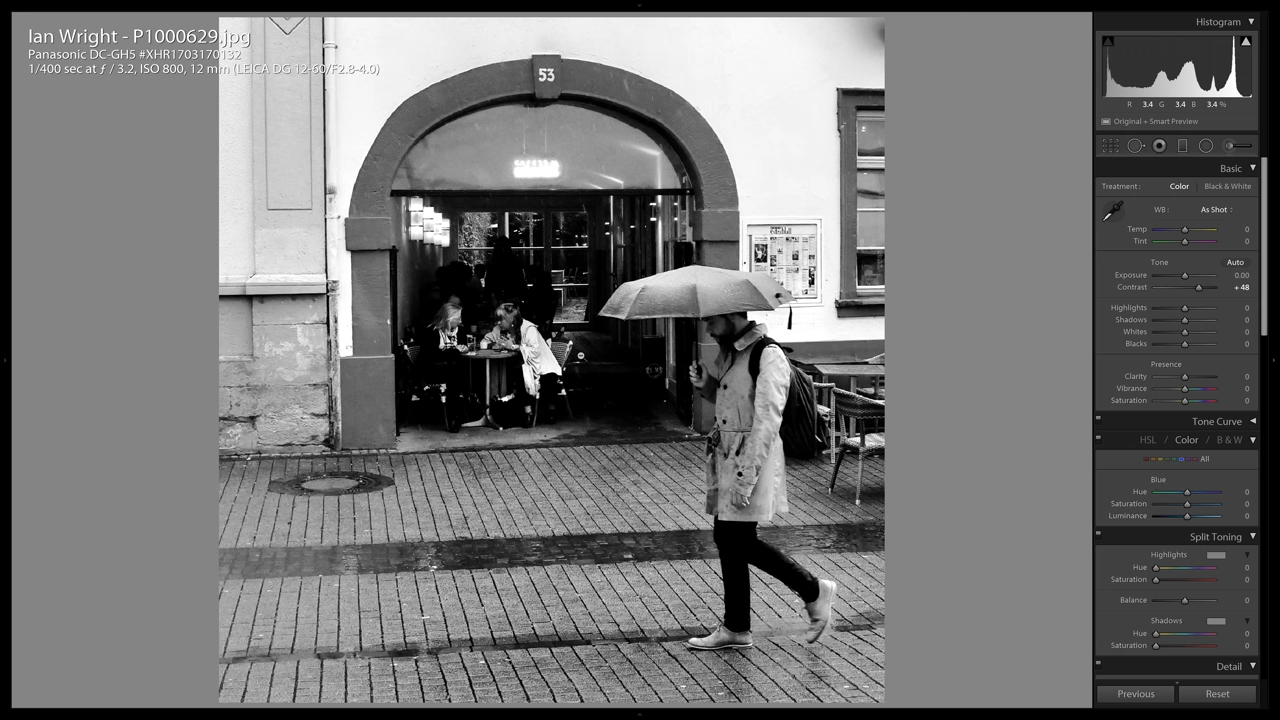 Ian Wright - P1000629.jpg
Panasonic DC-GH5 #XHR1703170132
1/400 sec at ƒ / 3.2, ISO 800, 12 mm (LEICA DG 12-60/F2.8-4.0)
53
Histogram
R 3.4 G 3.4 B 3.4 %
Original + Smart Preview
Basic
Treatment: Color Black & White
WB: As Shot
Temp 0
Tint 0
Tone Auto
Exposure 0.00
Contrast + 48
Highlights 0
Shadows 0
Whites 0
Blacks 0
Presence
Clarity 0
Vibrance 0
Saturation 0
Tone Curve
HSL / Color / B & W
All
Blue
Hue 0
Saturation 0
Luminance 0
Split Toning
Highlights
Hue 0
Saturation 0
Balance 0
Shadows
Hue 0
Saturation 0
Detail
Previous Reset